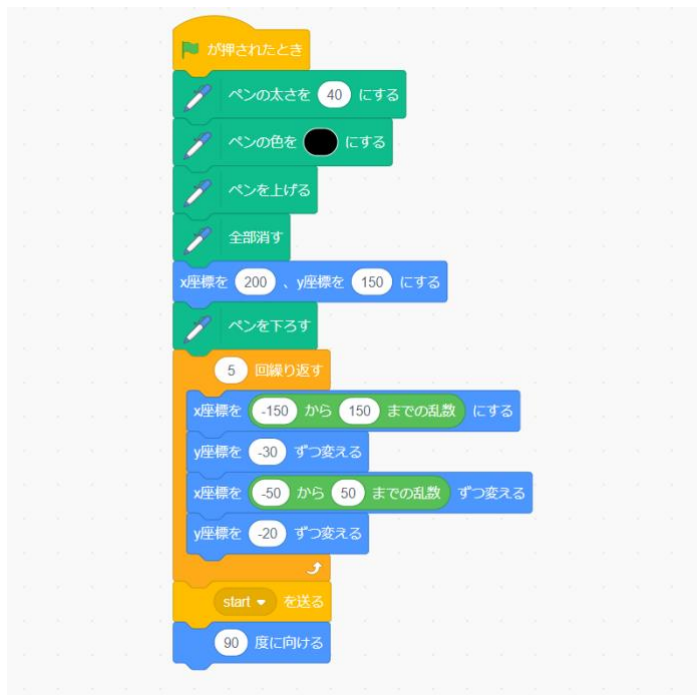 が押されたとき
ペンの太さを 40 にする
ペンの色を にする
ペンを上げる
全部消す
x座標を 200 、y座標を 150 にする
ペンを下ろす
5 回繰り返す
x座標を -150 から 150 までの乱数 にする
y座標を -30 ずつ変える
x座標を -50 から 50 までの乱数 ずつ変える
y座標を -20 ずつ変える
start を送る
90 度に向ける